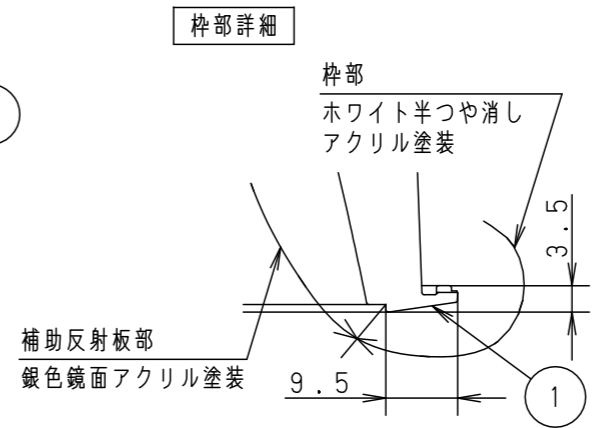 枠部詳細
枠部
ホワイト半つや消し
アクリル塗装
3.5
補助反射板部
銀色鏡面アクリル塗装
9.5
1